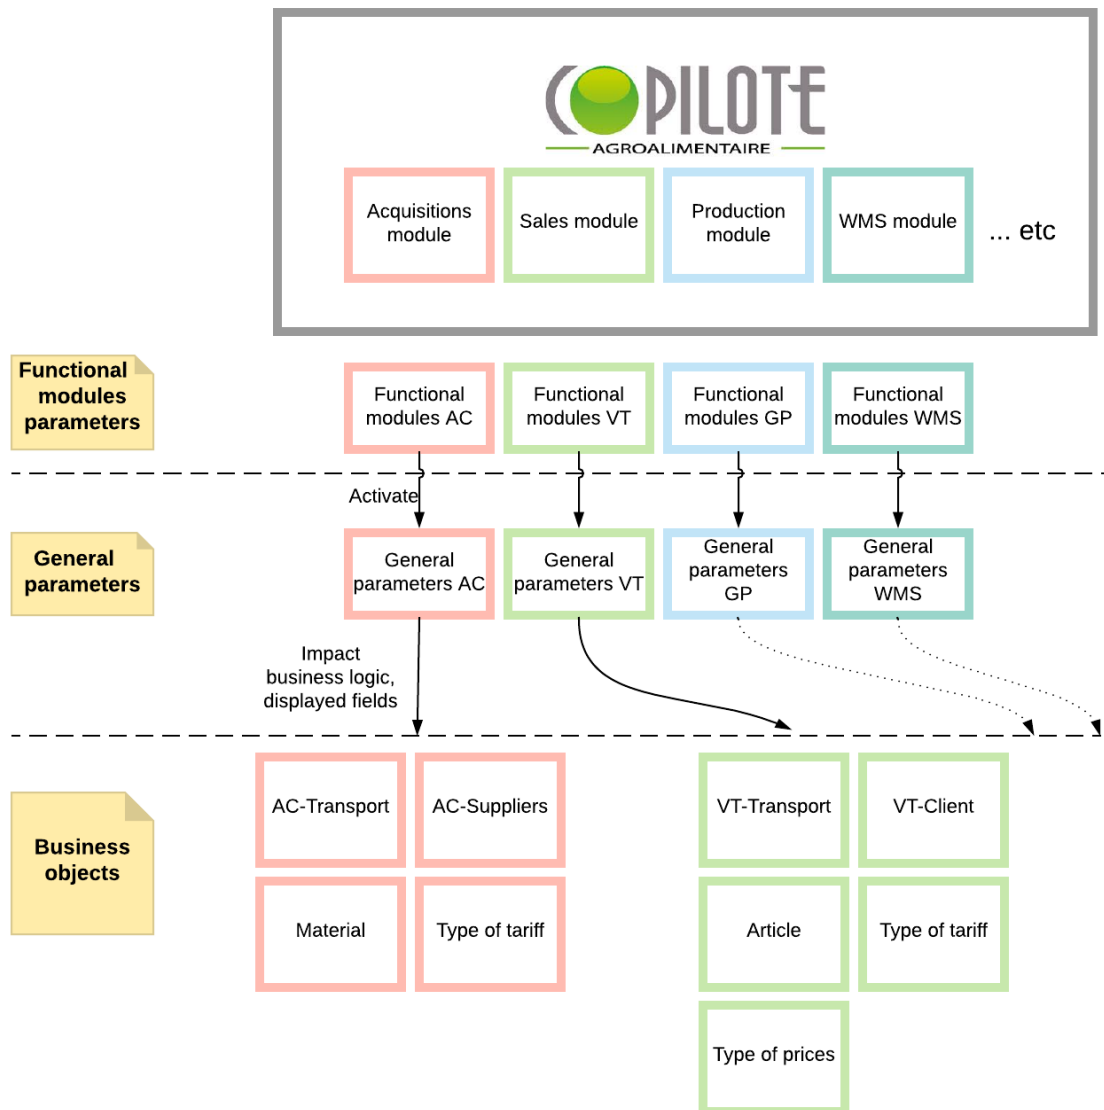 COPILOTE
AGROALIMENTAIRE
Acquisitions
module
Sales module
Production
module
WMS module
... etc
Functional
modules
parameters
Functional
modules AC
Functional
modules VT
Functional
modules GP
Functional
modules WMS
Activate
General
parameters
General
parameters AC
General
parameters VT
General
parameters
GP
General
parameters
WMS
Impact
business logic,
displayed fields
Business
objects
AC-Transport
AC-Suppliers
VT-Transport
VT-Client
Material
Type of tariff
Article
Type of tariff
Type of prices